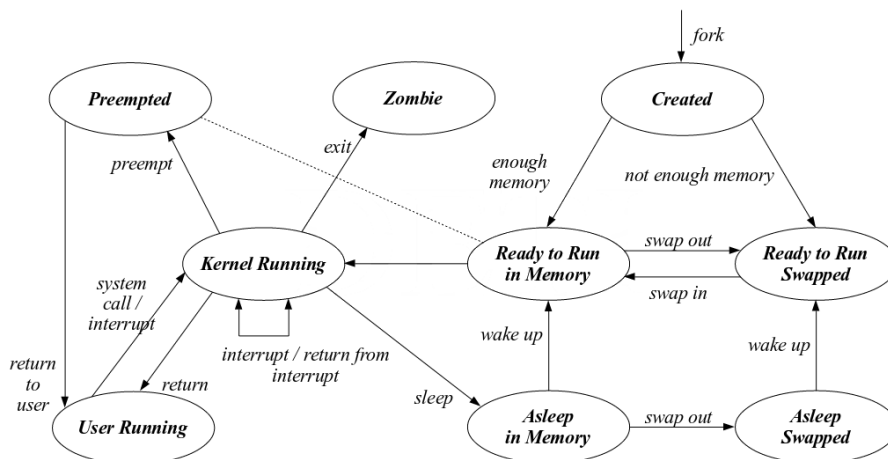 fork
Preempted
Zombie
Created
preempt
exit
enough
memory
not enough memory
Kernel Running
Ready to Run
in Memory
swap out
swap in
Ready to Run
Swapped
system
call /
interrupt
interrupt / return from
interrupt
wake up
wake up
return
to
user
return
sleep
User Running
Asleep
in Memory
swap out
Asleep
Swapped